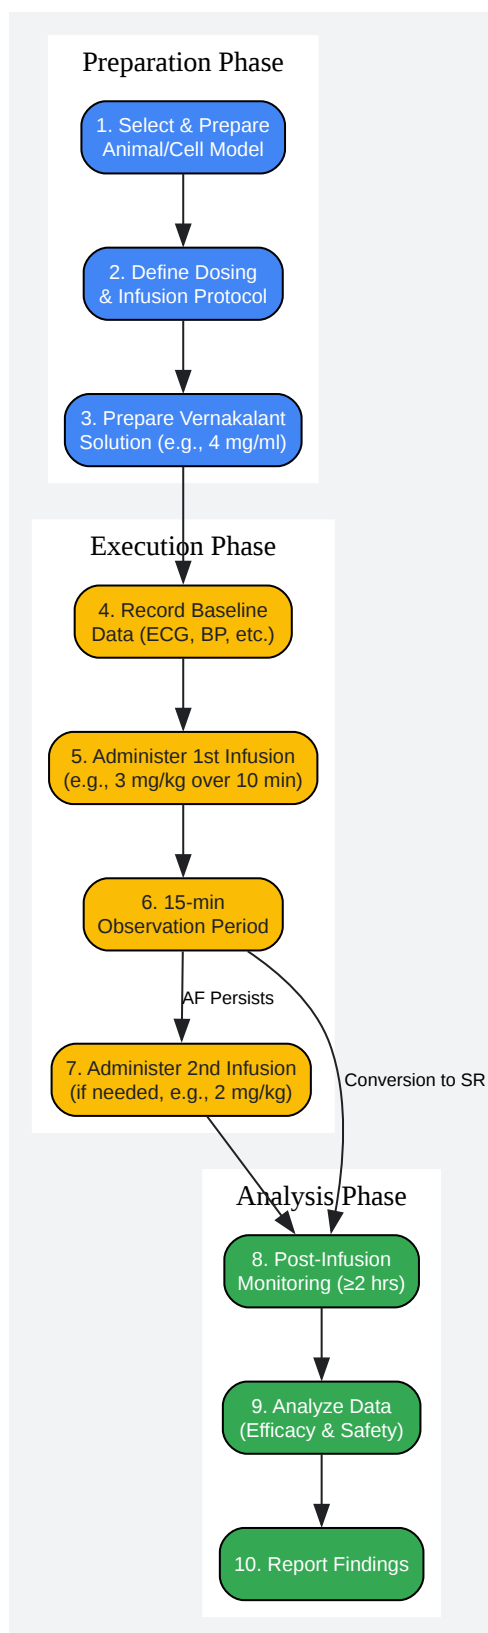 Preparation Phase
1. Select & Prepare
Animal/Cell Model
2. Define Dosing
& Infusion Protocol
3. Prepare Vernakalant
Solution (e.g., 4 mg/ml)
Execution Phase
4. Record Baseline
Data (ECG, BP, etc.)
5. Administer 1st Infusion
(e.g., 3 mg/kg over 10 min)
6. 15-min
Observation Period
AF Persists
7. Administer 2nd Infusion
(if needed, e.g., 2 mg/kg)
Conversion to SR
Analysis Phase
8. Post-Infusion
Monitoring (≥2 hrs)
9. Analyze Data
(Efficacy & Safety)
10. Report Findings